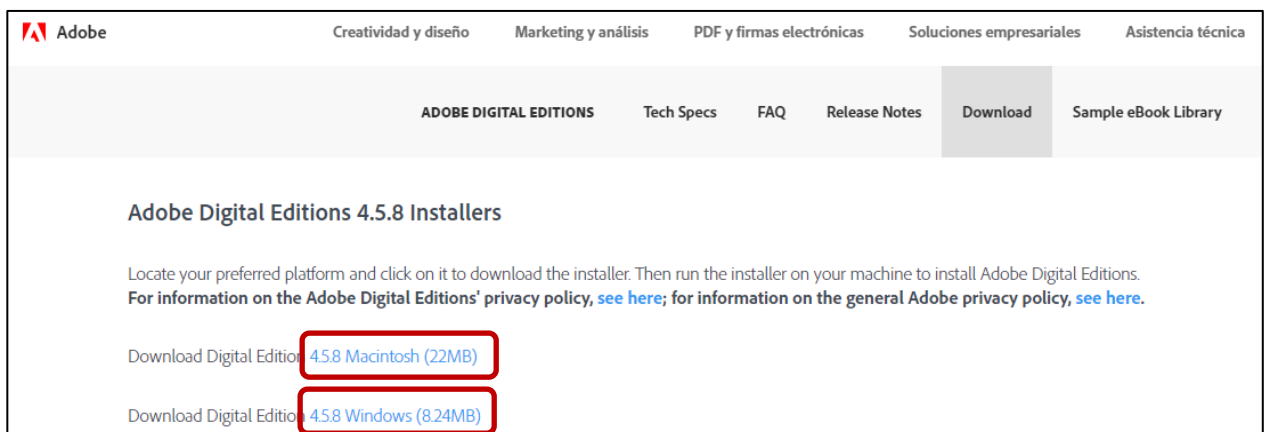 Adobe Creatividad y diseño Marketing y análisis PDF y firmas electrónicas Soluciones empresariales Asistencia técnica
ADOBE DIGITAL EDITIONS Tech Specs FAQ Release Notes Download Sample eBook Library
Adobe Digital Editions 4.5.8 Installers
Locate your preferred platform and click on it to download the installer. Then run the installer on your machine to install Adobe Digital Editions.
For information on the Adobe Digital Editions' privacy policy, see here; for information on the general Adobe privacy policy, see here.
Download Digital Edition 4.5.8 Macintosh (22MB)
Download Digital Edition 4.5.8 Windows (8.24MB)